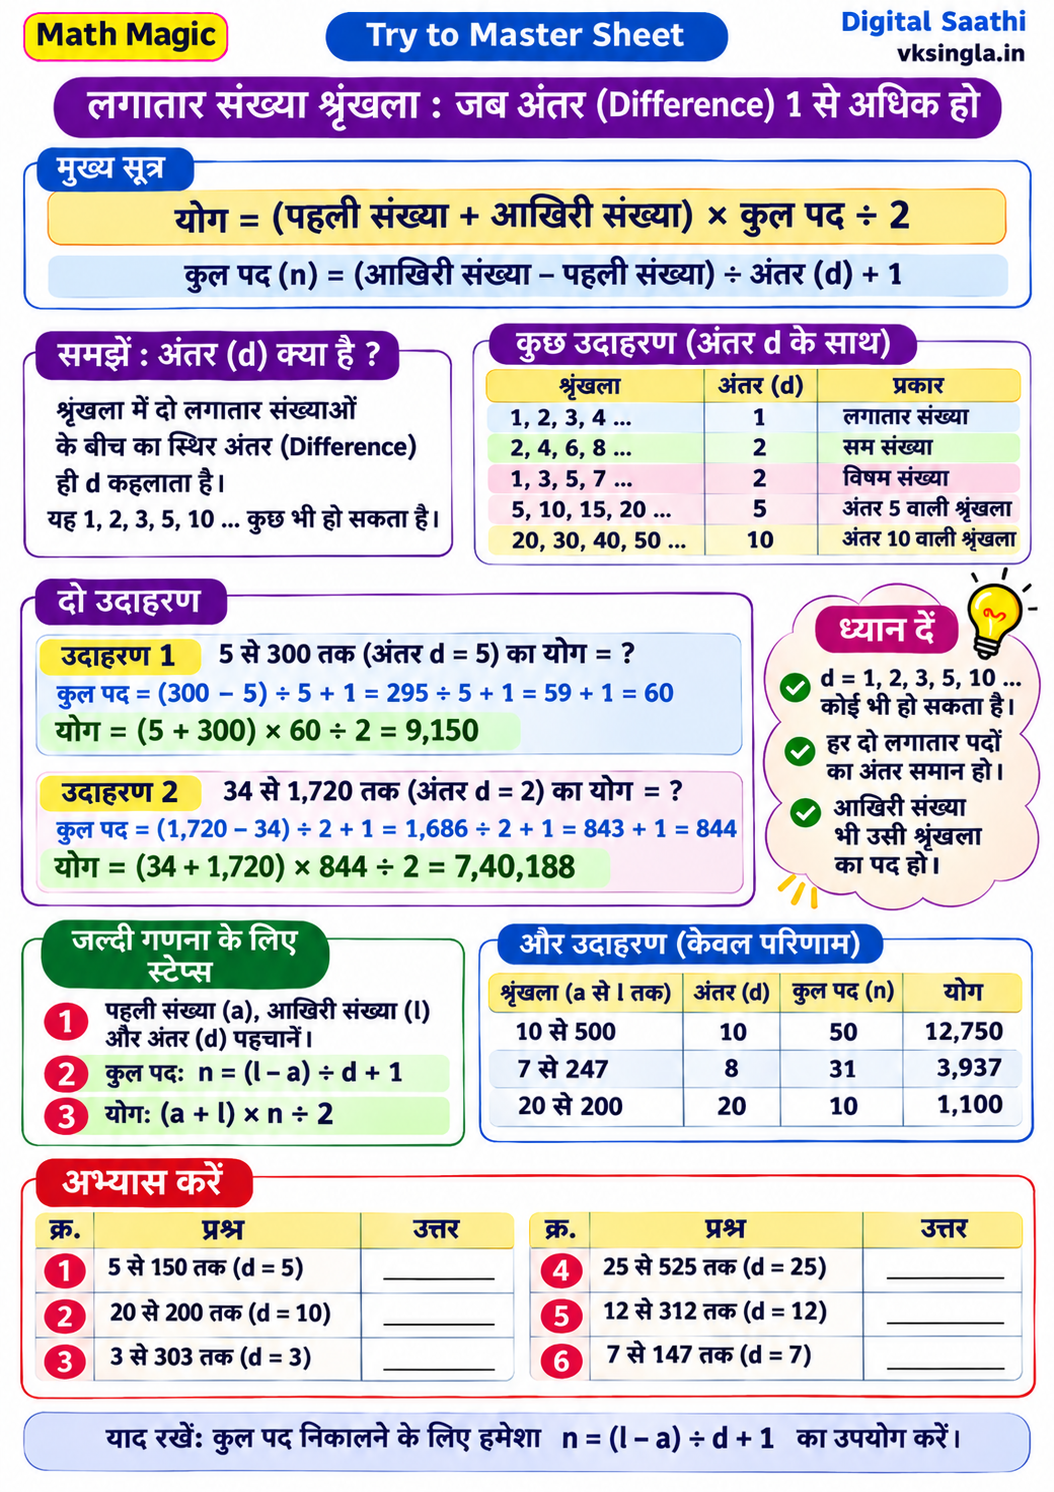 Math Magic
Try to Master Sheet
Digital Saathi
vksingla.in
लगातार संख्या श्रृंखला : जब अंतर (Difference) 1 से अधिक हो
मुख्य सूत्र
योग = (पहली संख्या + आखिरी संख्या) × कुल पद ÷ 2
कुल पद (n) = (आखिरी संख्या – पहली संख्या) ÷ अंतर (d) + 1
समझें : अंतर (d) क्या है ?
श्रृंखला में दो लगातार संख्याओं
के बीच का स्थिर अंतर (Difference)
ही d कहलाता है।
यह 1, 2, 3, 5, 10 ... कुछ भी हो सकता है।
कुछ उदाहरण (अंतर d के साथ)
श्रृंखला अंतर (d) प्रकार
1, 2, 3, 4 ... 1 लगातार संख्या
2, 4, 6, 8 ... 2 सम संख्या
1, 3, 5, 7 ... 2 विषम संख्या
5, 10, 15, 20 ... 5 अंतर 5 वाली श्रृंखला
20, 30, 40, 50 ... 10 अंतर 10 वाली श्रृंखला
दो उदाहरण
उदाहरण 1 5 से 300 तक (अंतर d = 5) का योग = ?
कुल पद = (300 – 5) ÷ 5 + 1 = 295 ÷ 5 + 1 = 59 + 1 = 60
योग = (5 + 300) × 60 ÷ 2 = 9,150
उदाहरण 2 34 से 1,720 तक (अंतर d = 2) का योग = ?
कुल पद = (1,720 – 34) ÷ 2 + 1 = 1,686 ÷ 2 + 1 = 843 + 1 = 844
योग = (34 + 1,720) × 844 ÷ 2 = 7,40,188
ध्यान दें
d = 1, 2, 3, 5, 10 ...
कोई भी हो सकता है।
हर दो लगातार पदों
का अंतर समान हो।
आखिरी संख्या
भी उसी श्रृंखला
का पद हो।
जल्दी गणना के लिए
स्टेप्स
1 पहली संख्या (a), आखिरी संख्या (l)
और अंतर (d) पहचानें।
2 कुल पद: n = (l – a) ÷ d + 1
3 योग: (a + l) × n ÷ 2
और उदाहरण (केवल परिणाम)
श्रृंखला (a से l तक) अंतर (d) कुल पद (n) योग
10 से 500 10 50 12,750
7 से 247 8 31 3,937
20 से 200 20 10 1,100
अभ्यास करें
क्र. प्रश्न उत्तर
1 5 से 150 तक (d = 5)
2 20 से 200 तक (d = 10)
3 3 से 303 तक (d = 3)
क्र. प्रश्न उत्तर
4 25 से 525 तक (d = 25)
5 12 से 312 तक (d = 12)
6 7 से 147 तक (d = 7)
याद रखें: कुल पद निकालने के लिए हमेशा n = (l – a) ÷ d + 1 का उपयोग करें।